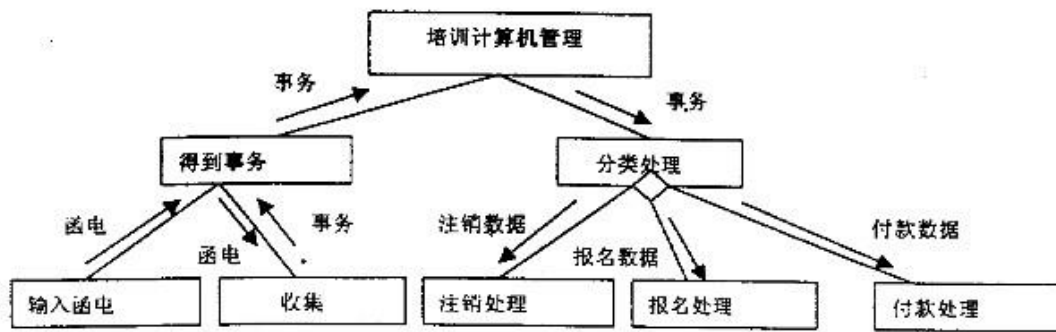 培训计算机管理
事务
事务
得到事务
分类处理
函电
事务
函电
注销数据
报名数据
付款数据
输入函电
收集
注销处理
报名处理
付款处理